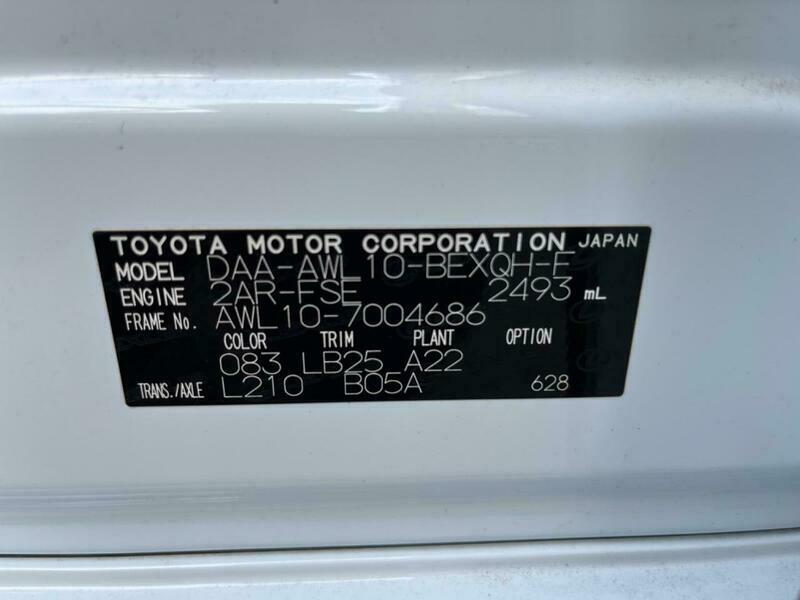 TOYOTA MOTOR CORPORATION JAPAN
MODEL DAA-AWL10-BEXQH-E
ENGINE 2AR-FSE 2493 mL
FRAME No. AWL10-7004686
COLOR TRIM PLANT OPTION
083 LB25 A22
TRANS./AXLE L210 B05A 628